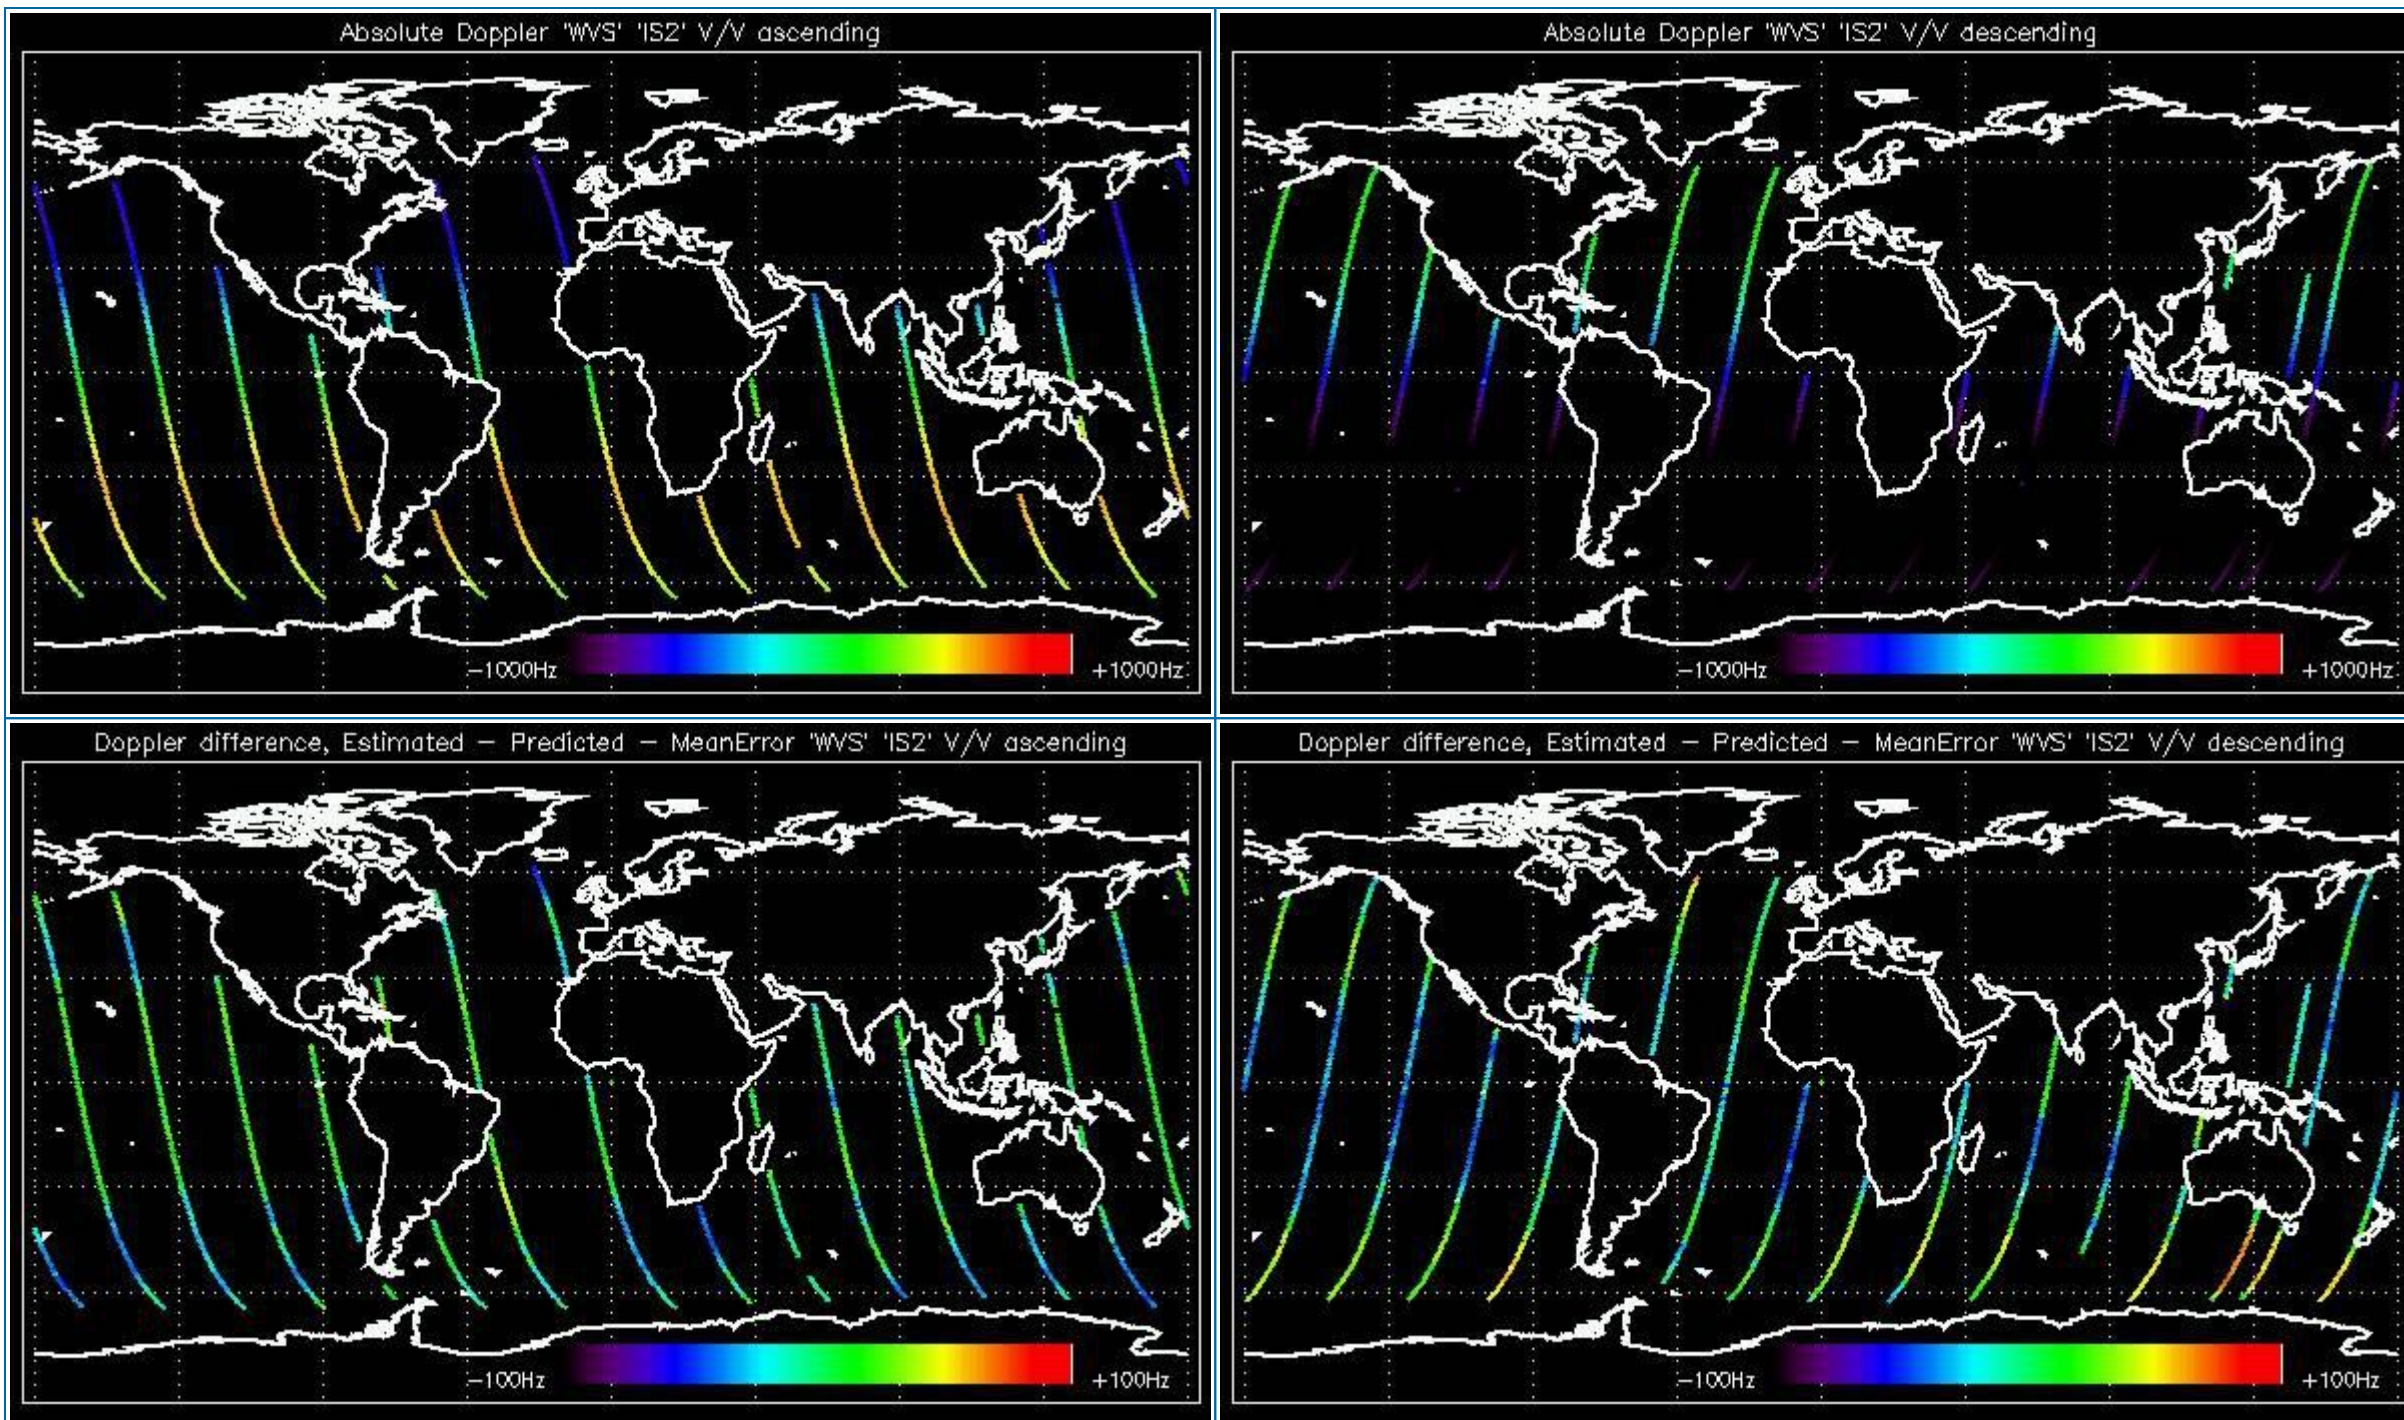 Absolute Doppler 'WVS' 'IS2' V/V ascending
-1000Hz
+1000Hz
Absolute Doppler 'WVS' 'IS2' V/V descending
-1000Hz
+1000Hz
Doppler difference, Estimated - Predicted - MeanError 'WVS' 'IS2' V/V ascending
-100Hz
+100Hz
Doppler difference, Estimated - Predicted - MeanError 'WVS' 'IS2' V/V descending
-100Hz
+100Hz